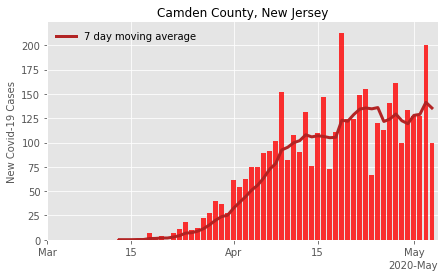 Camden County, New Jersey
7 day moving average
New Covid-19 Cases
200
175
150
125
100
75
50
25
0
Mar
15
Apr
15
May
2020-May